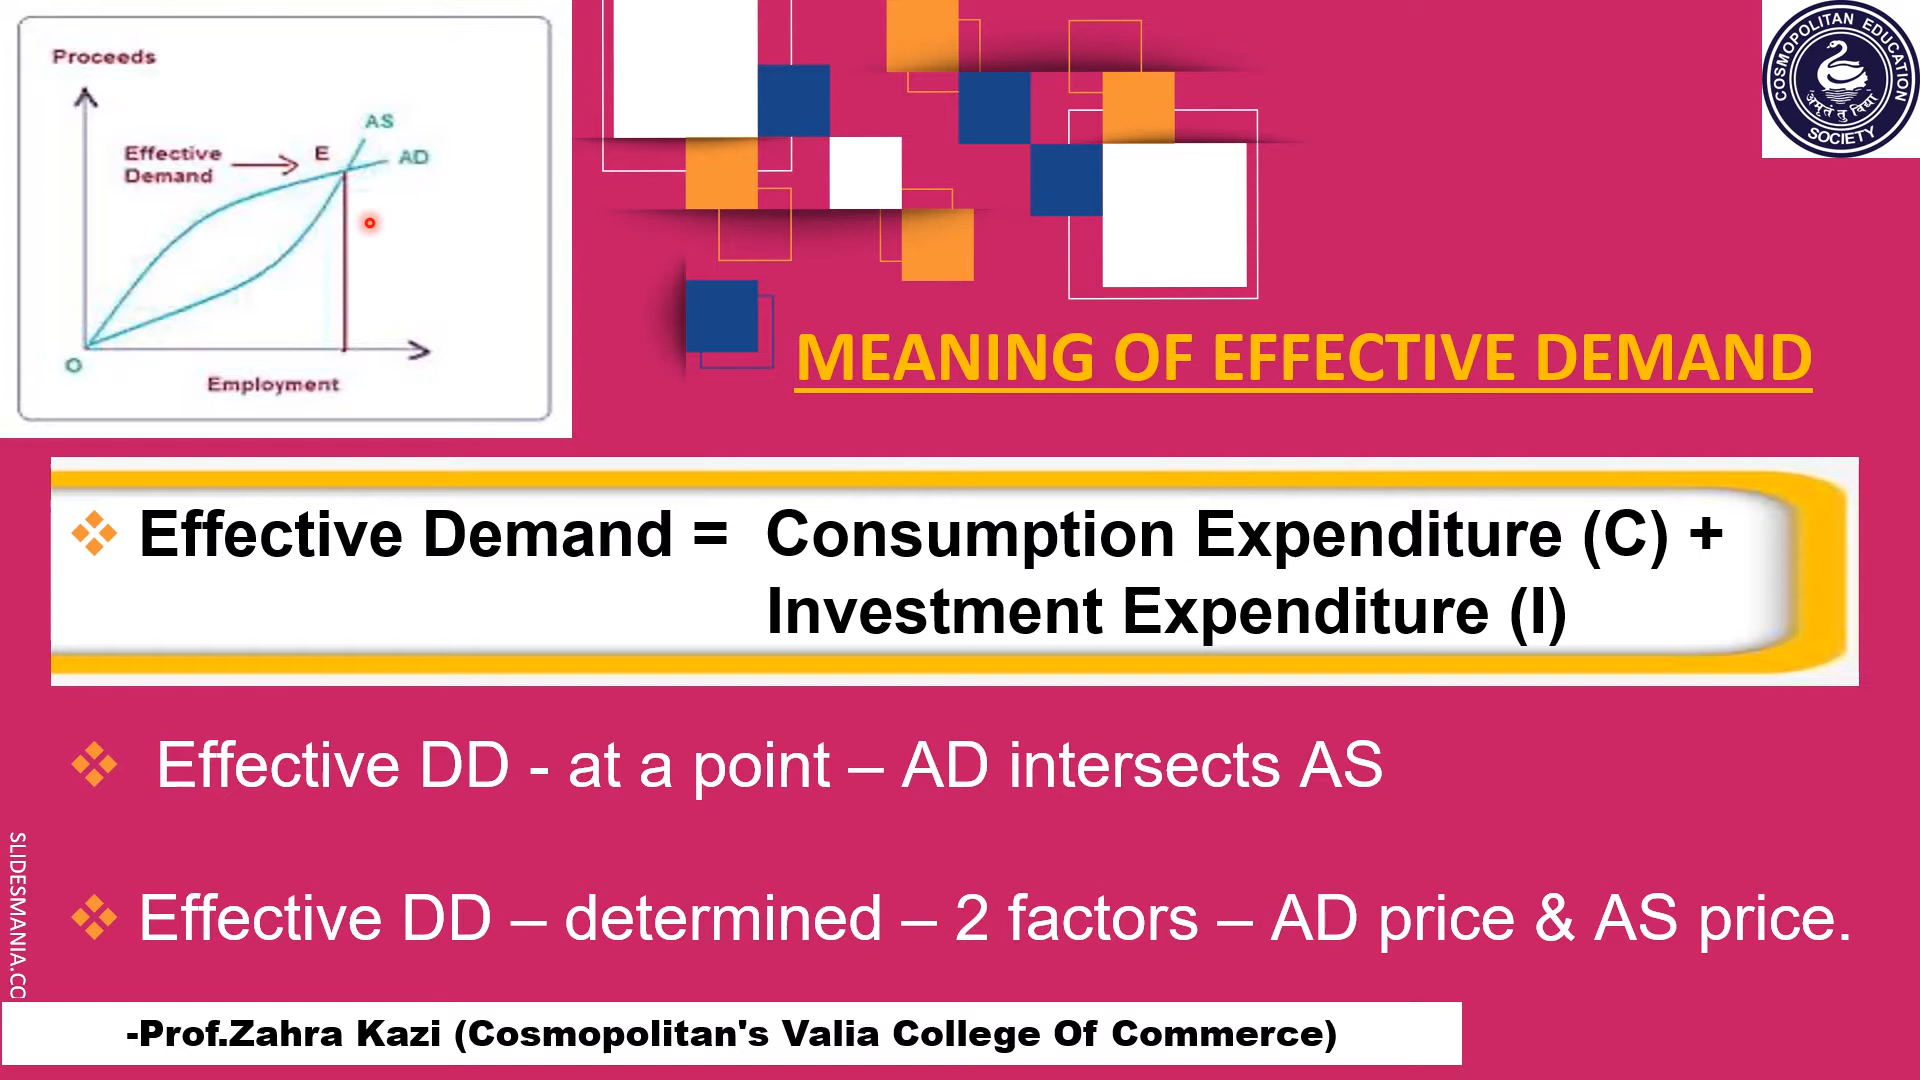 Proceeds
AS
AD
Effective
Demand
E
O
Employment
COSMOPOLITAN EDUCATION
अमृतं तु विद्या
SOCIETY
MEANING OF EFFECTIVE DEMAND
Effective Demand = Consumption Expenditure (C) +
Investment Expenditure (I)
Effective DD - at a point – AD intersects AS
Effective DD – determined – 2 factors – AD price & AS price.
SLIDESMANIA.CO
-Prof.Zahra Kazi (Cosmopolitan's Valia College Of Commerce)